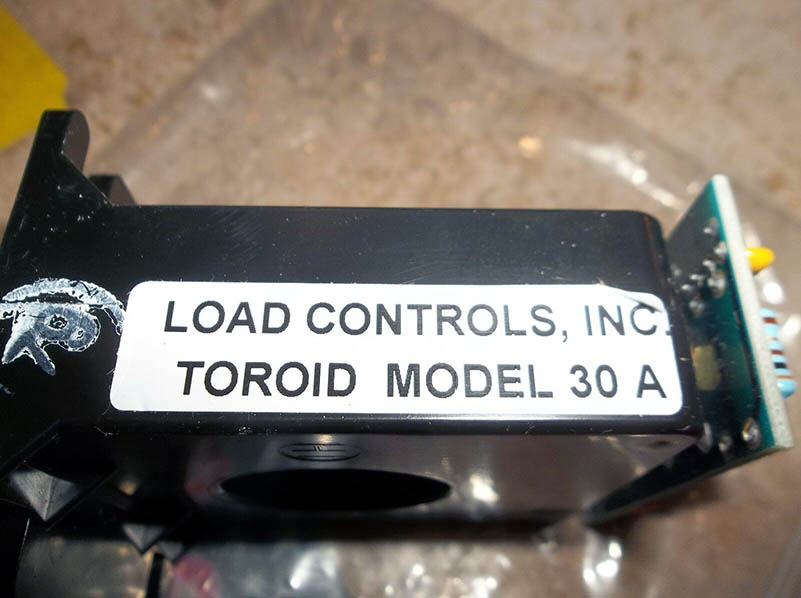 LOAD CONTROLS, INC.
TOROID MODEL 30 A